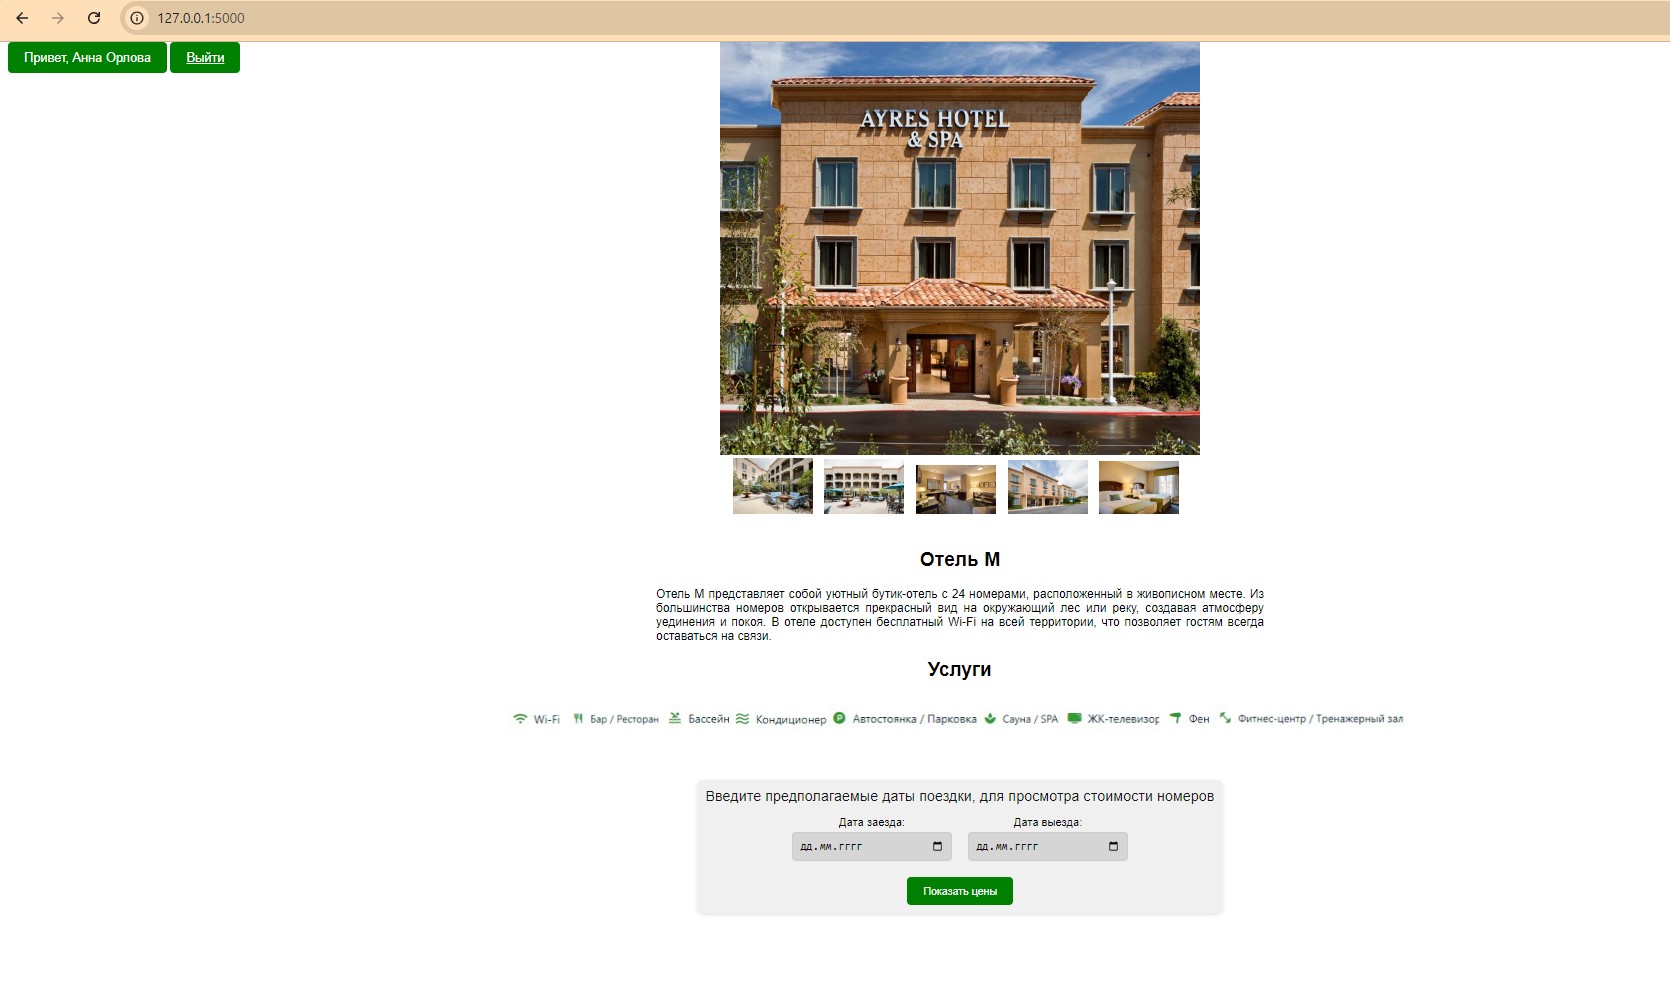 127.0.0.1:5000
Привет, Анна Орлова
Выйти
AYRES HOTEL
& SPA
Отель М
Отель М представляет собой уютный бутик-отель с 24 номерами, расположенный в живописном месте. Из
большинства номеров открывается прекрасный вид на окружающий лес или реку, создавая атмосферу
уединения и покоя. В отеле доступен бесплатный Wi-Fi на всей территории, что позволяет гостям всегда
оставаться на связи.
Услуги
Wi-Fi Бар / Ресторан Бассейн Кондиционер Автостоянка / Парковка Сауна / SPA ЖК-телевизор Фен Фитнес-центр / Тренажерный зал
Введите предполагаемые даты поездки, для просмотра стоимости номеров
Дата заезда: Дата выезда:
дд.мм.гггг дд.мм.гггг
Показать цены